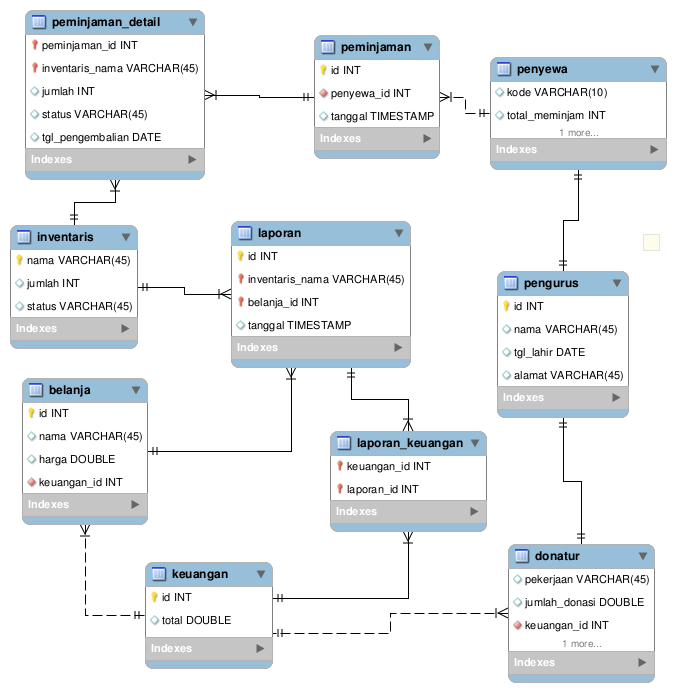 peminjaman_detail
peminjaman_id INT
inventaris_nama VARCHAR(45)
jumlah INT
status VARCHAR(45)
tgl_pengembalian DATE
Indexes
peminjaman
id INT
penyewa_id INT
tanggal TIMESTAMP
Indexes
penyewa
kode VARCHAR(10)
total_meminjam INT
1 more...
Indexes
inventaris
nama VARCHAR(45)
jumlah INT
status VARCHAR(45)
Indexes
laporan
id INT
inventaris_nama VARCHAR(45)
belanja_id INT
tanggal TIMESTAMP
Indexes
pengurus
id INT
nama VARCHAR(45)
tgl_lahir DATE
alamat VARCHAR(45)
Indexes
belanja
id INT
nama VARCHAR(45)
harga DOUBLE
keuangan_id INT
Indexes
laporan_keuangan
keuangan_id INT
laporan_id INT
Indexes
keuangan
id INT
total DOUBLE
Indexes
donatur
pekerjaan VARCHAR(45)
jumlah_donasi DOUBLE
keuangan_id INT
1 more...
Indexes